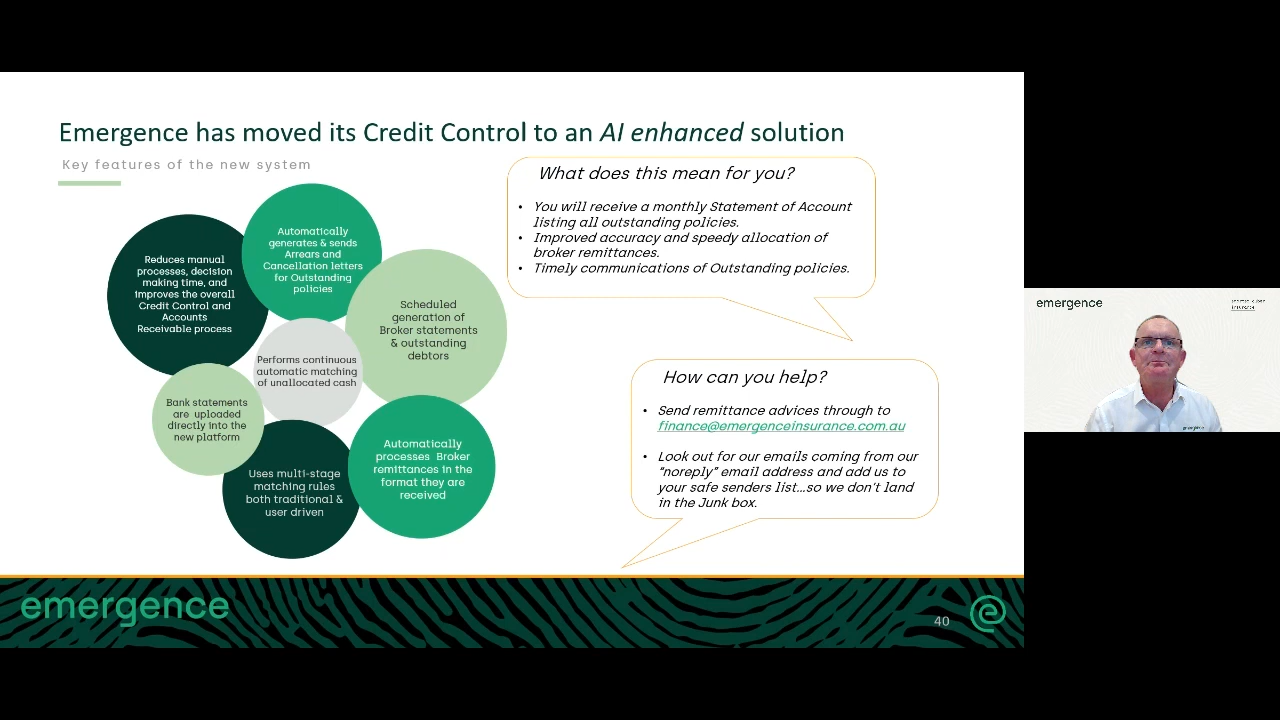 Emergence has moved its Credit Control to an AI enhanced solution
Key features of the new system
Reduces manual
processes, decision
making time, and
improves the overall
Credit Control and
Accounts
Receivable process
Automatically
generates & sends
Arrears and
Cancellation letters
for Outstanding
policies
Scheduled
generation of
Broker statements
& outstanding
debtors
Performs continuous
automatic matching
of unallocated cash
Bank statements
are uploaded
directly into the
new platform
Uses multi-stage
matching rules
both traditional &
user driven
Automatically
processes Broker
remittances in the
format they are
received
What does this mean for you?
• You will receive a monthly Statement of Account
listing all outstanding policies.
• Improved accuracy and speedy allocation of
broker remittances.
• Timely communications of Outstanding policies.
How can you help?
• Send remittance advices through to
finance@emergenceinsurance.com.au
• Look out for our emails coming from our
"noreply" email address and add us to
your safe senders list...so we don't land
in the Junk box.
emergence
40
emergence